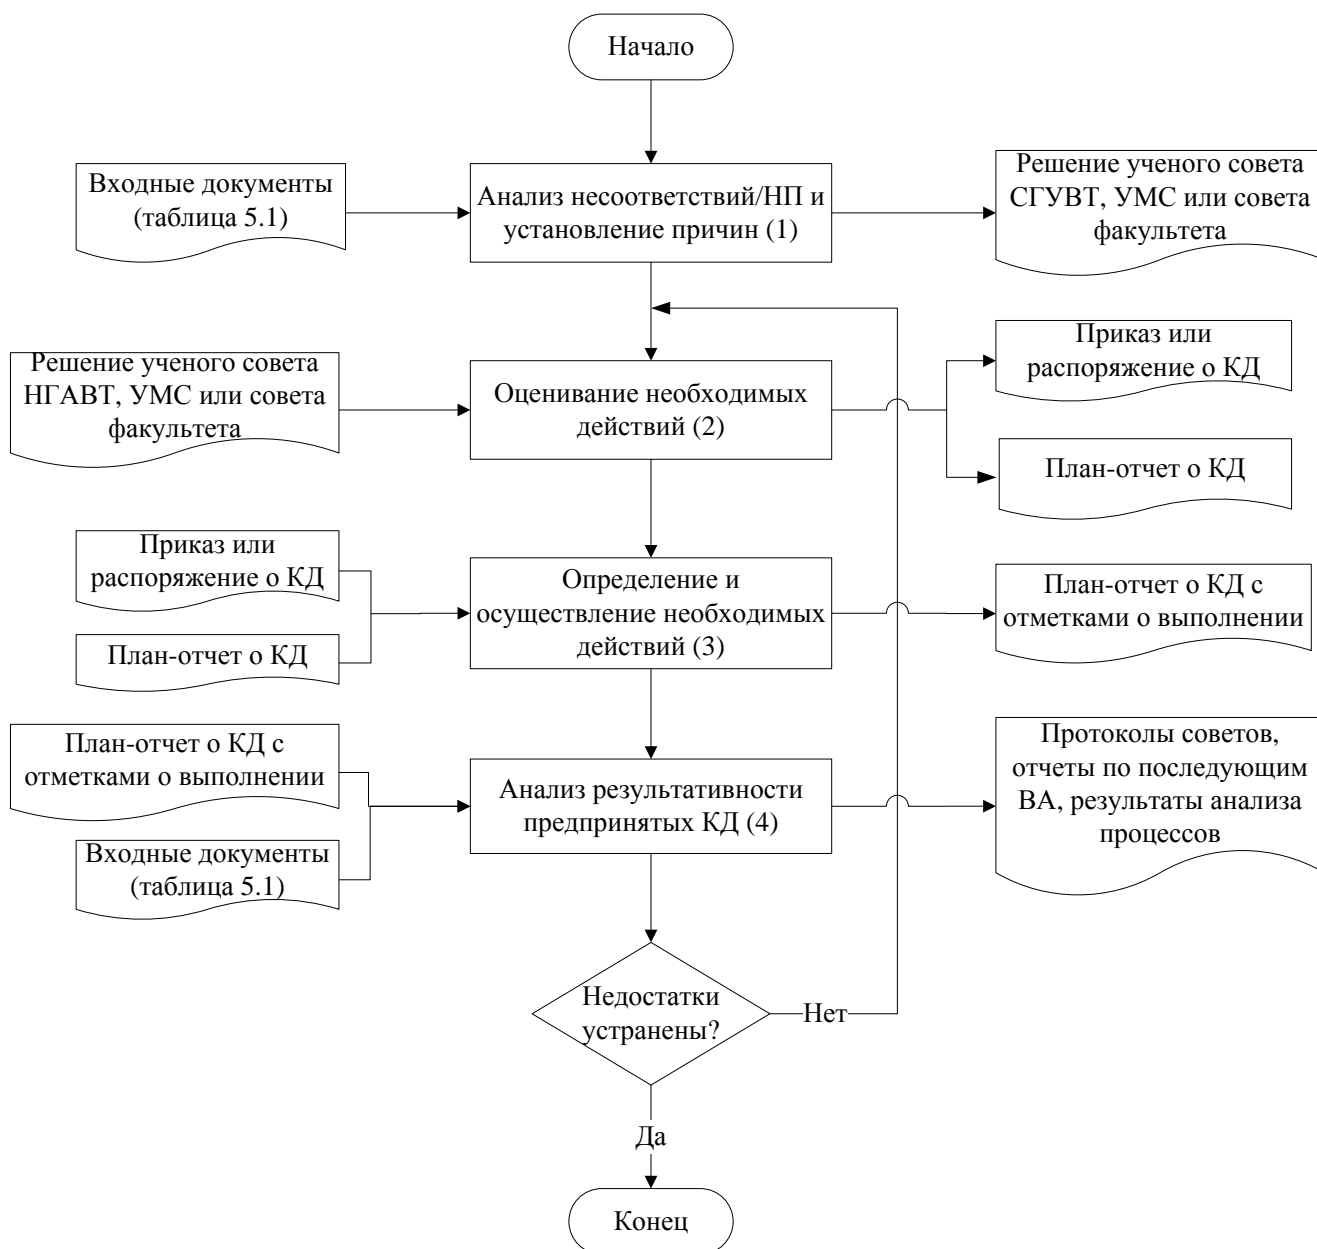 Начало
Входные документы
(таблица 5.1)
Анализ несоответствий/НП и
установление причин (1)
Решение ученого совета
СГУВТ, УМС или совета
факультета
Решение ученого совета
НГАВТ, УМС или совета
факультета
Оценивание необходимых
действий (2)
Приказ или
распоряжение о КД
План-отчет о КД
Приказ или
распоряжение о КД
План-отчет о КД
Определение и
осуществление необходимых
действий (3)
План-отчет о КД с
отметками о выполнении
План-отчет о КД с
отметками о выполнении
Входные документы
(таблица 5.1)
Анализ результативности
предпринятых КД (4)
Протоколы советов,
отчеты по последующим
ВА, результаты анализа
процессов
Недостатки
устранены?
Нет
Да
Конец